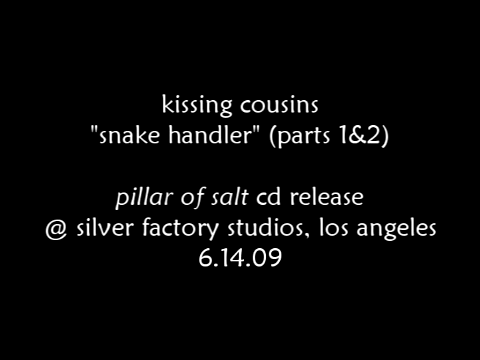 kissing cousins
"snake handler" (parts 1&2)
pillar of salt cd release
@ silver factory studios, los angeles
6.14.09